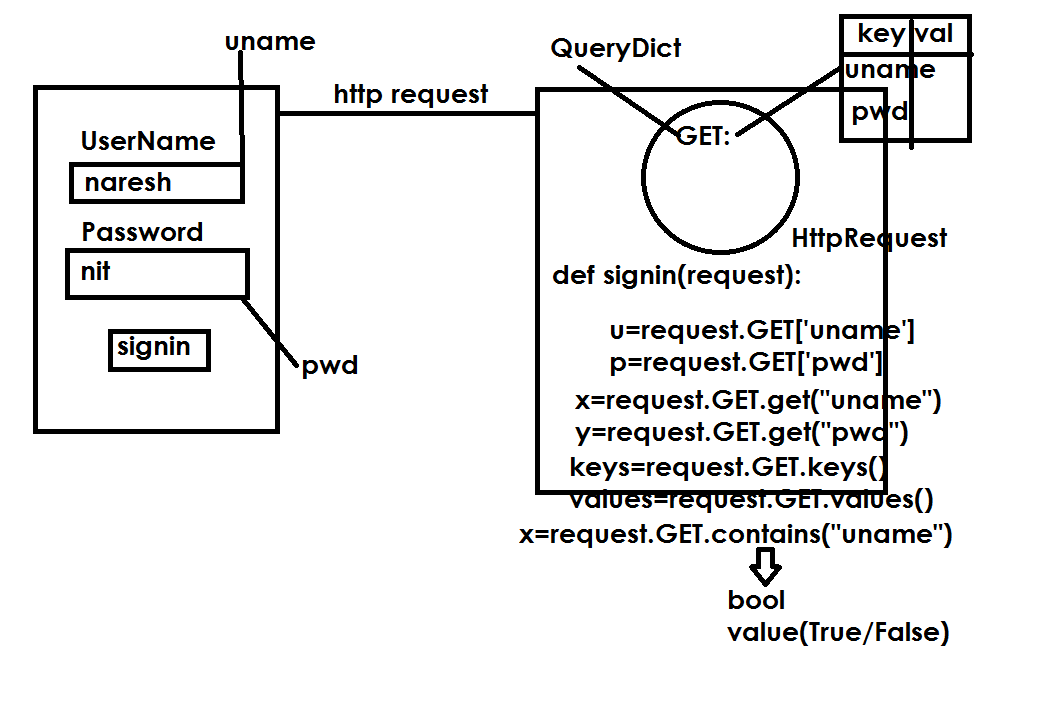 uname
UserName
naresh
Password
nit
signin
pwd
http request
QueryDict
key val
uname
pwd
GET:
HttpRequest
def signin(request):
u=request.GET['uname']
p=request.GET['pwd']
x=request.GET.get("uname")
y=request.GET.get("pwd")
keys=request.GET.keys()
values=request.GET.values()
x=request.GET.contains("uname")
bool
value(True/False)